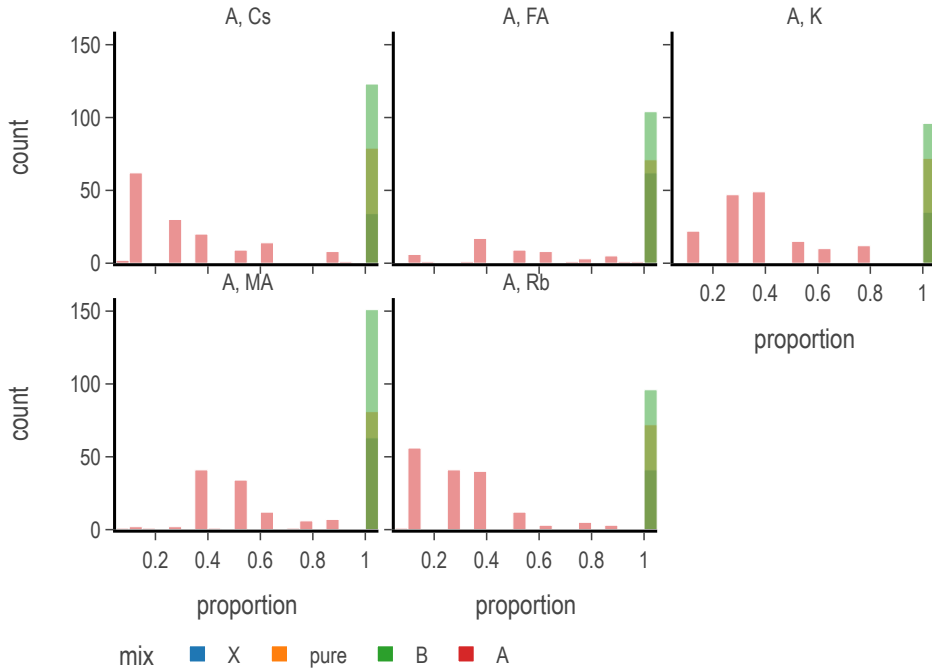 A, Cs
A, FA
A, K
150
100
50
0
count
0.2 0.4 0.6 0.8 1
proportion
A, MA
A, Rb
150
100
50
0
count
0.2 0.4 0.6 0.8 1
0.2 0.4 0.6 0.8 1
proportion
proportion
mix X pure B A